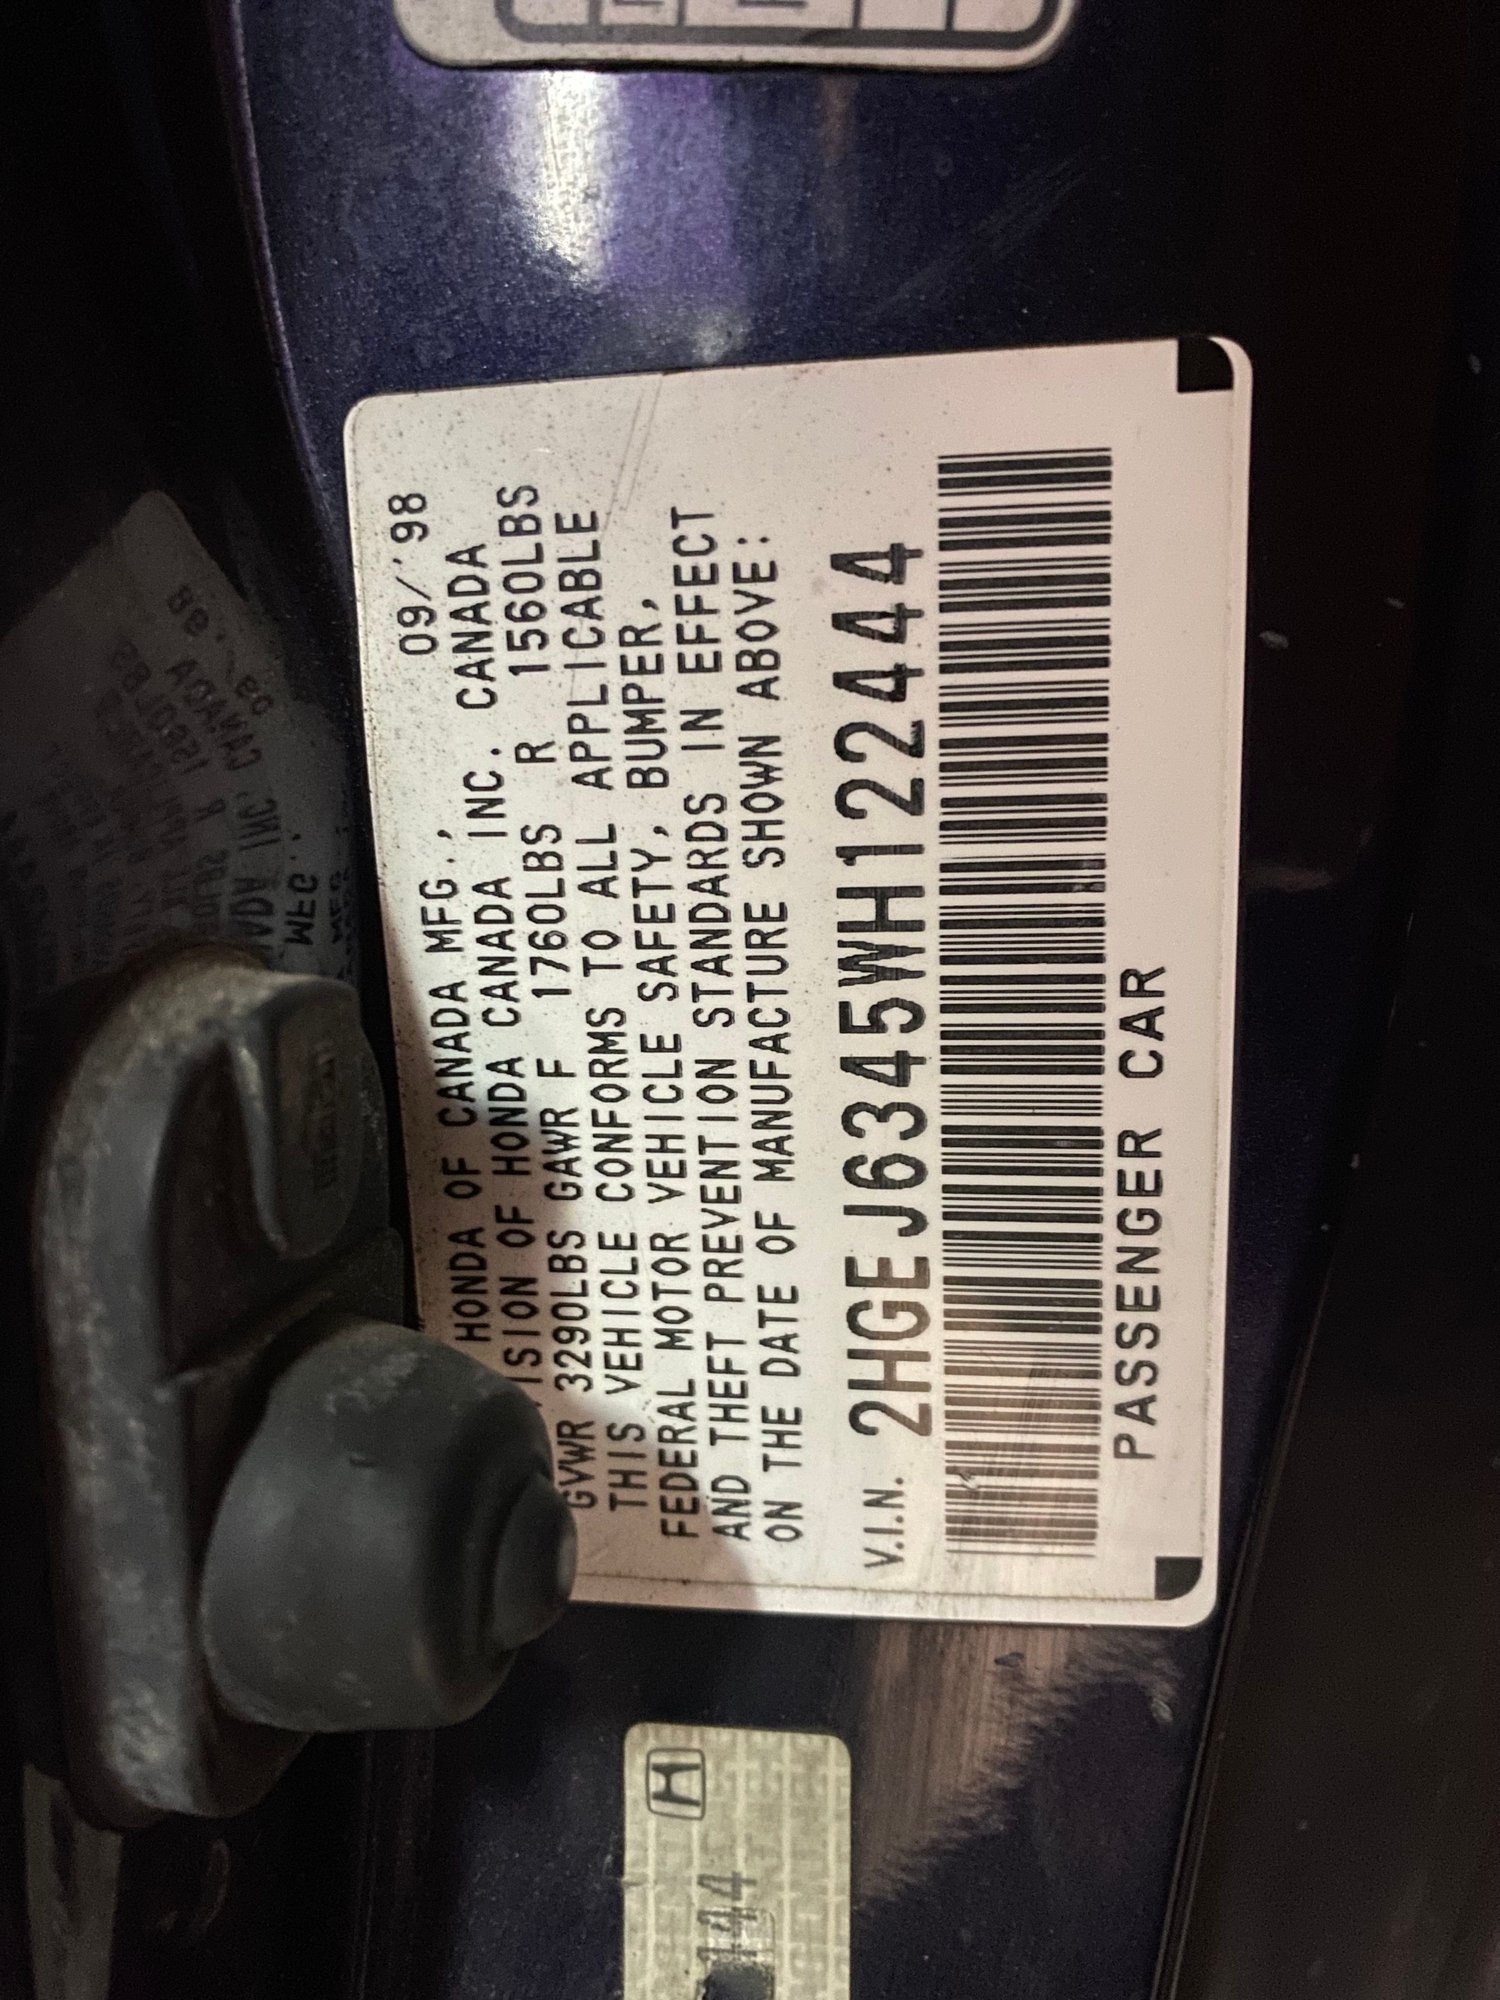 09/'98
HONDA OF CANADA MFG.,
ISION OF HONDA CANADA INC. CANADA
GVWR 3290LBS GAWR F 1760LBS R 1560LBS
THIS VEHICLE CONFORMS TO ALL APPLICABLE
FEDERAL MOTOR VEHICLE SAFETY, BUMPER,
AND THEFT PREVENTION STANDARDS IN EFFECT
ON THE DATE OF MANUFACTURE SHOWN ABOVE:
V.I.N. 2HGEJ6345WH122444
PASSENGER CAR
144